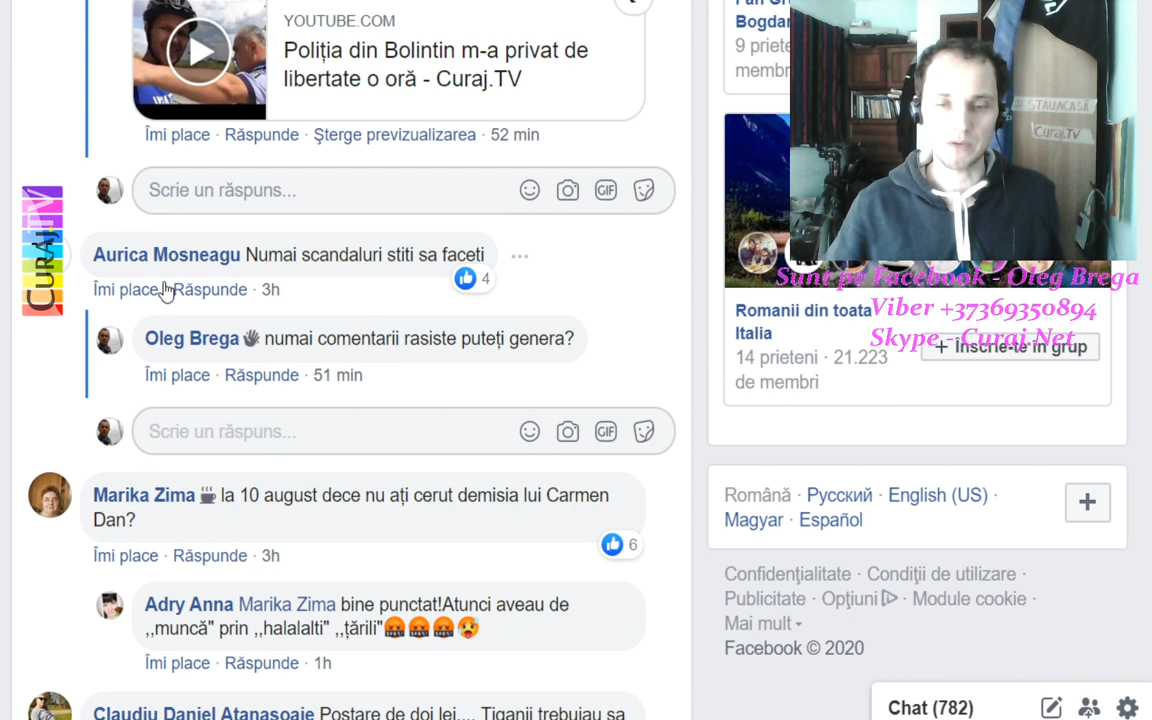 YOUTUBE.COM
Poliția din Bolintin m-a privat de
libertate o oră - Curaj.TV
Îmi place · Răspunde · Șterge previzualizarea · 52 min
Scrie un răspuns...
GIF
CURAJ.TV
Aurica Mosneagu Numai scandaluri stiti sa faceti
4
Îmi place · Răspunde · 3h
Oleg Brega numai comentarii rasiste puteți genera?
Îmi place · Răspunde · 51 min
Scrie un răspuns...
GIF
Marika Zima la 10 august dece nu ați cerut demisia lui Carmen
Dan?
6
Îmi place · Răspunde · 3h
Adry Anna Marika Zima bine punctat!Atunci aveau de
,,muncă" prin ,,halalalti" ,,țării"
Îmi place · Răspunde · 1h
Claudiu Daniel Atanasoaie Postare de doi lei.... Tiganii trebuiau sa
Bogdan
9 priete
membr
STAUACASĂ
Curaj.TV
Sunt pe Facebook - Oleg Brega
Viber +37369350894
Skype - Curaj.Net
Romanii din toata
Italia
14 prieteni · 21.223
de membri
+ Înscrie-te în grup
Română · Русский · English (US) ·
Magyar · Español
Confidențialitate · Condiții de utilizare ·
Publicitate · Opțiuni · Module cookie ·
Mai mult
Facebook © 2020
Chat (782)